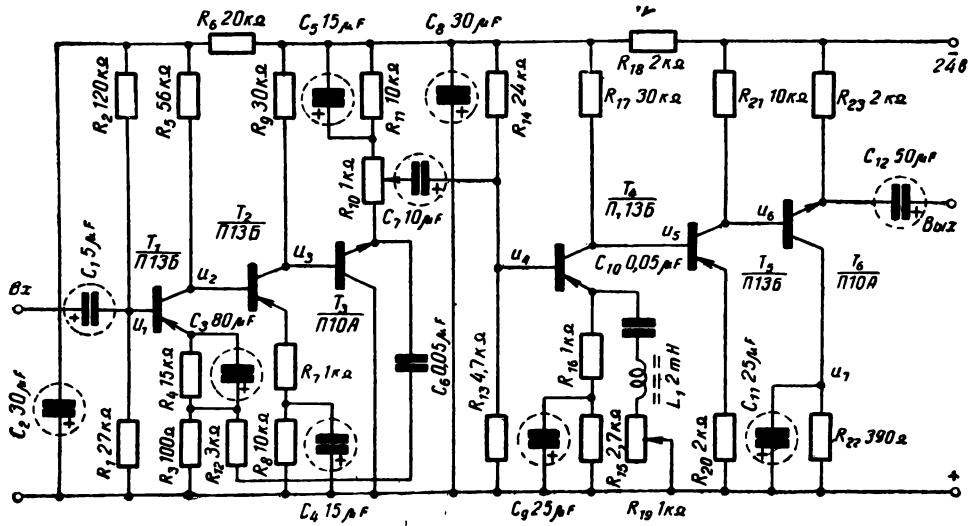 R6 20кΩ
C5 15μF
C8 30μF
R2 120кΩ
R5 56кΩ
R9 30кΩ
R11 10кΩ
R14 24кΩ
R18 2кΩ
R17 30кΩ
R21 10кΩ
R23 2кΩ
−
24в
C12 50μF
Вых
R10 1кΩ
C7 10μF
T1
П13Б
T2
П13Б
T3
П10А
T4
П,13Б
T5
П13Б
T6
П10А
Вх
C1 5μF
u1
u2
u3
u4
u5
u6
u7
C3 80μF
C10 0,05μF
C2 30μF
R1 27кΩ
R4 15кΩ
R3 100Ω
R12 3кΩ
R7 1кΩ
R8 10кΩ
C4 15μF
C6 0,05μF
R13 4,7кΩ
C9 25μF
R16 1кΩ
R15 2,7кΩ
L1 2mH
R19 1кΩ
R20 2кΩ
C11 25μF
R22 390Ω
+